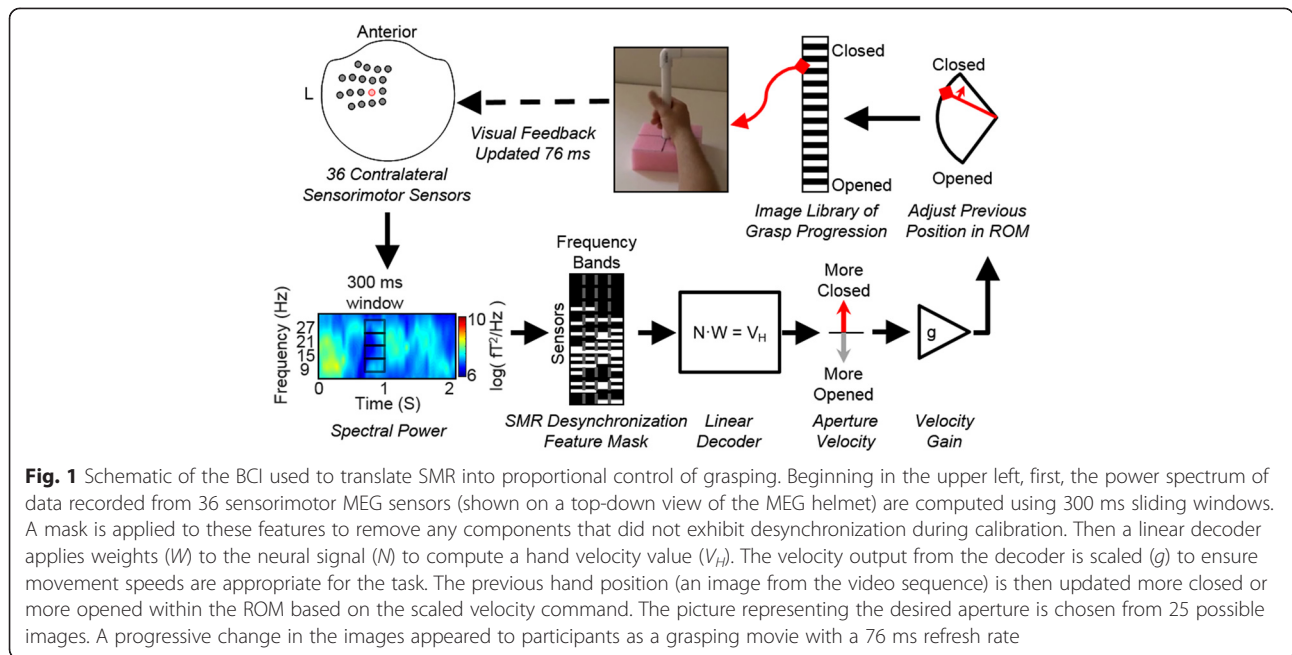 Anterior
L
36 Contralateral
Sensorimotor Sensors
Visual Feedback
Updated 76 ms
Closed
Opened
Image Library of
Grasp Progression
Closed
Opened
Adjust Previous
Position in ROM
300 ms
window
Frequency (Hz)
27
21
15
9
0
1
2
Time (S)
10
6
log( fT²/Hz )
Spectral Power
Frequency
Bands
Sensors
SMR Desynchronization
Feature Mask
N·W = V_H
Linear
Decoder
More
Closed
More
Opened
Aperture
Velocity
g
Velocity
Gain
Fig. 1 Schematic of the BCI used to translate SMR into proportional control of grasping. Beginning in the upper left, first, the power spectrum of
data recorded from 36 sensorimotor MEG sensors (shown on a top-down view of the MEG helmet) are computed using 300 ms sliding windows.
A mask is applied to these features to remove any components that did not exhibit desynchronization during calibration. Then a linear decoder
applies weights (W) to the neural signal (N) to compute a hand velocity value (V_H). The velocity output from the decoder is scaled (g) to ensure
movement speeds are appropriate for the task. The previous hand position (an image from the video sequence) is then updated more closed or
more opened within the ROM based on the scaled velocity command. The picture representing the desired aperture is chosen from 25 possible
images. A progressive change in the images appeared to participants as a grasping movie with a 76 ms refresh rate